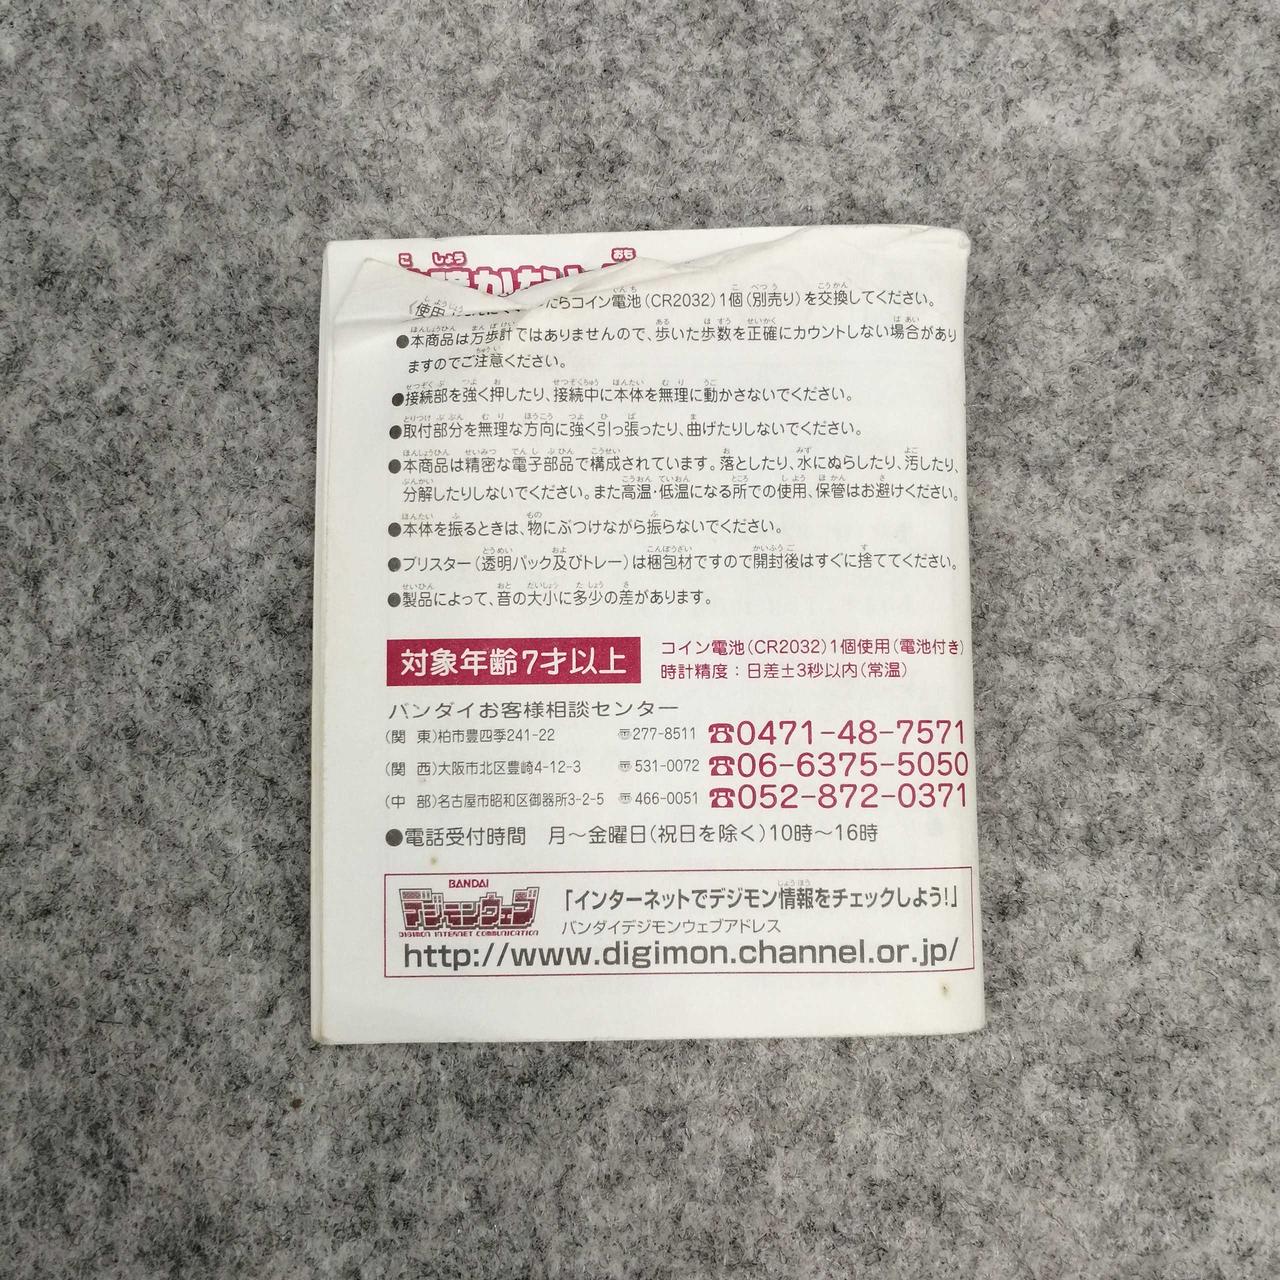 《使用 たらコイン電池(CR2032)1個(別売り)を交換してください。
●本商品は万歩計ではありませんので、歩いた歩数を正確にカウントしない場合があり
ますのでご注意ください。
●接続部を強く押したり、接続中に本体を無理に動かさないでください。
●取付部分を無理な方向に強く引っ張ったり、曲げたりしないでください。
●本商品は精密な電子部品で構成されています。落としたり、水にぬらしたり、汚したり、
分解したりしないでください。また高温・低温になる所での使用、保管はお避けください。
●本体を振るときは、物にぶつけながら振らないでください。
●ブリスター(透明パック及びトレー)は梱包材ですので開封後はすぐに捨ててください。
●製品によって、音の大小に多少の差があります。
対象年齢7才以上
コイン電池(CR2032)1個使用(電池付き)
時計精度：日差±3秒以内(常温)
バンダイお客様相談センター
(関 東)柏市豊四季241-22 〒277-8511 ☎0471-48-7571
(関 西)大阪市北区豊崎4-12-3 〒531-0072 ☎06-6375-5050
(中 部)名古屋市昭和区御器所3-2-5 〒466-0051 ☎052-872-0371
●電話受付時間 月～金曜日(祝日を除く)10時～16時
BANDAI
デジモンウェブ
DIGIMON INTERNET COMMUNICATION
「インターネットでデジモン情報をチェックしよう!」
バンダイデジモンウェブアドレス
http://www.digimon.channel.or.jp/